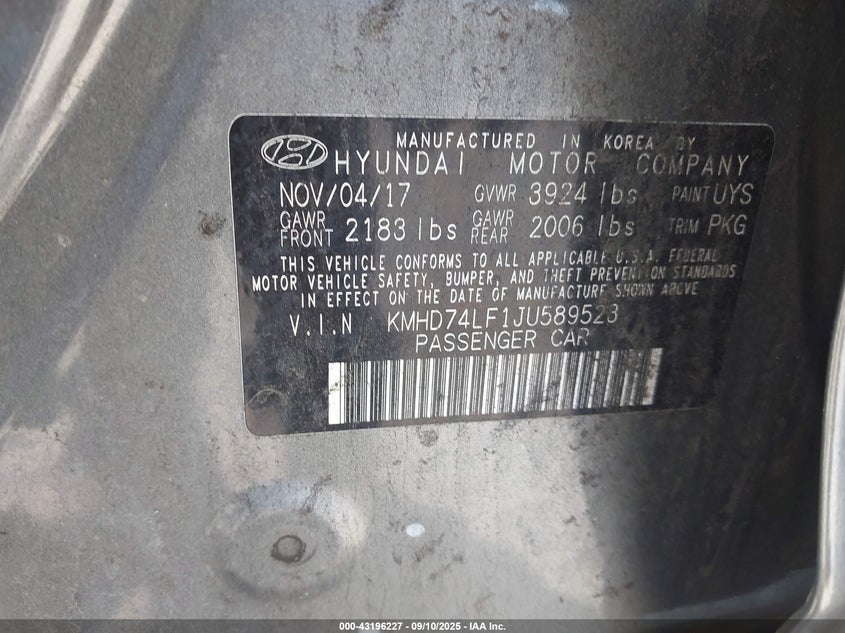 MANUFACTURED IN KOREA BY
HYUNDAI MOTOR COMPANY
NOV/04/17 GVWR 3924 lbs PAINT UYS
GAWR FRONT 2183 lbs GAWR REAR 2006 lbs TRIM PKG
THIS VEHICLE CONFORMS TO ALL APPLICABLE U.S.A. FEDERAL
MOTOR VEHICLE SAFETY, BUMPER, AND THEFT PREVENTION STANDARDS
IN EFFECT ON THE DATE OF MANUFACTURE SHOWN ABOVE
V.I.N KMHD74LF1JU589523
PASSENGER CAR
000-43196227 - 09/10/2025 - IAA Inc.